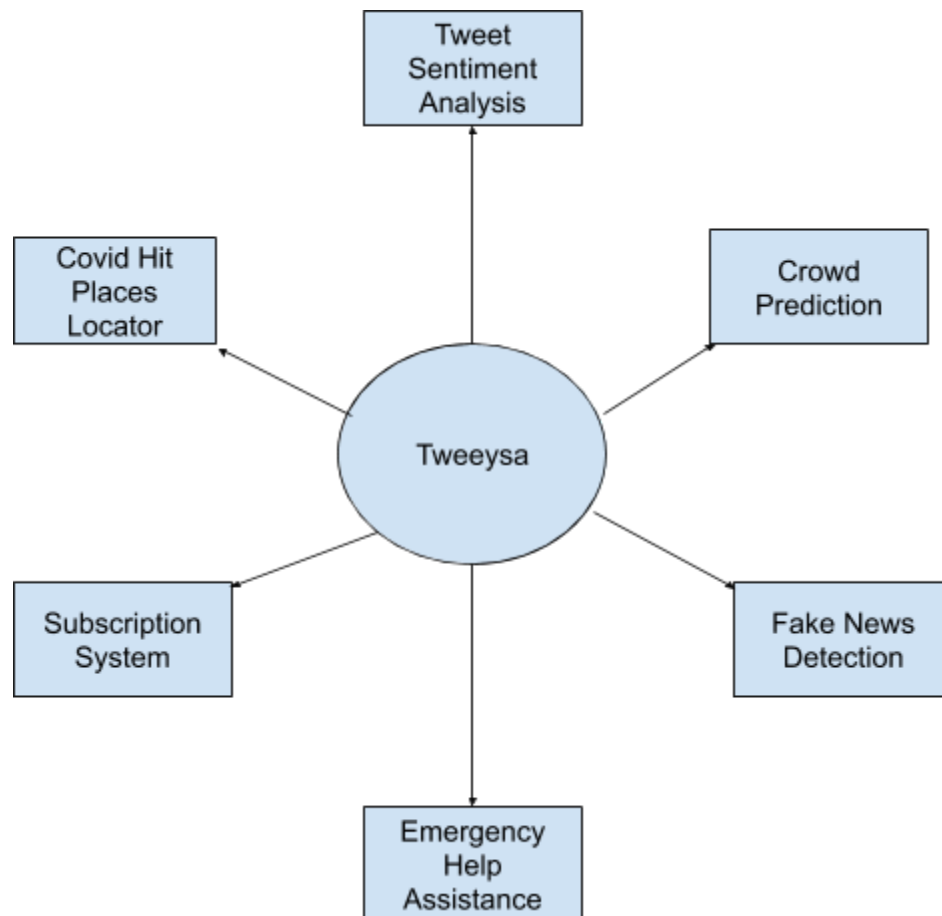 Tweet
Sentiment
Analysis
Covid Hit
Places
Locator
Crowd
Prediction
Tweeysa
Subscription
System
Fake News
Detection
Emergency
Help
Assistance